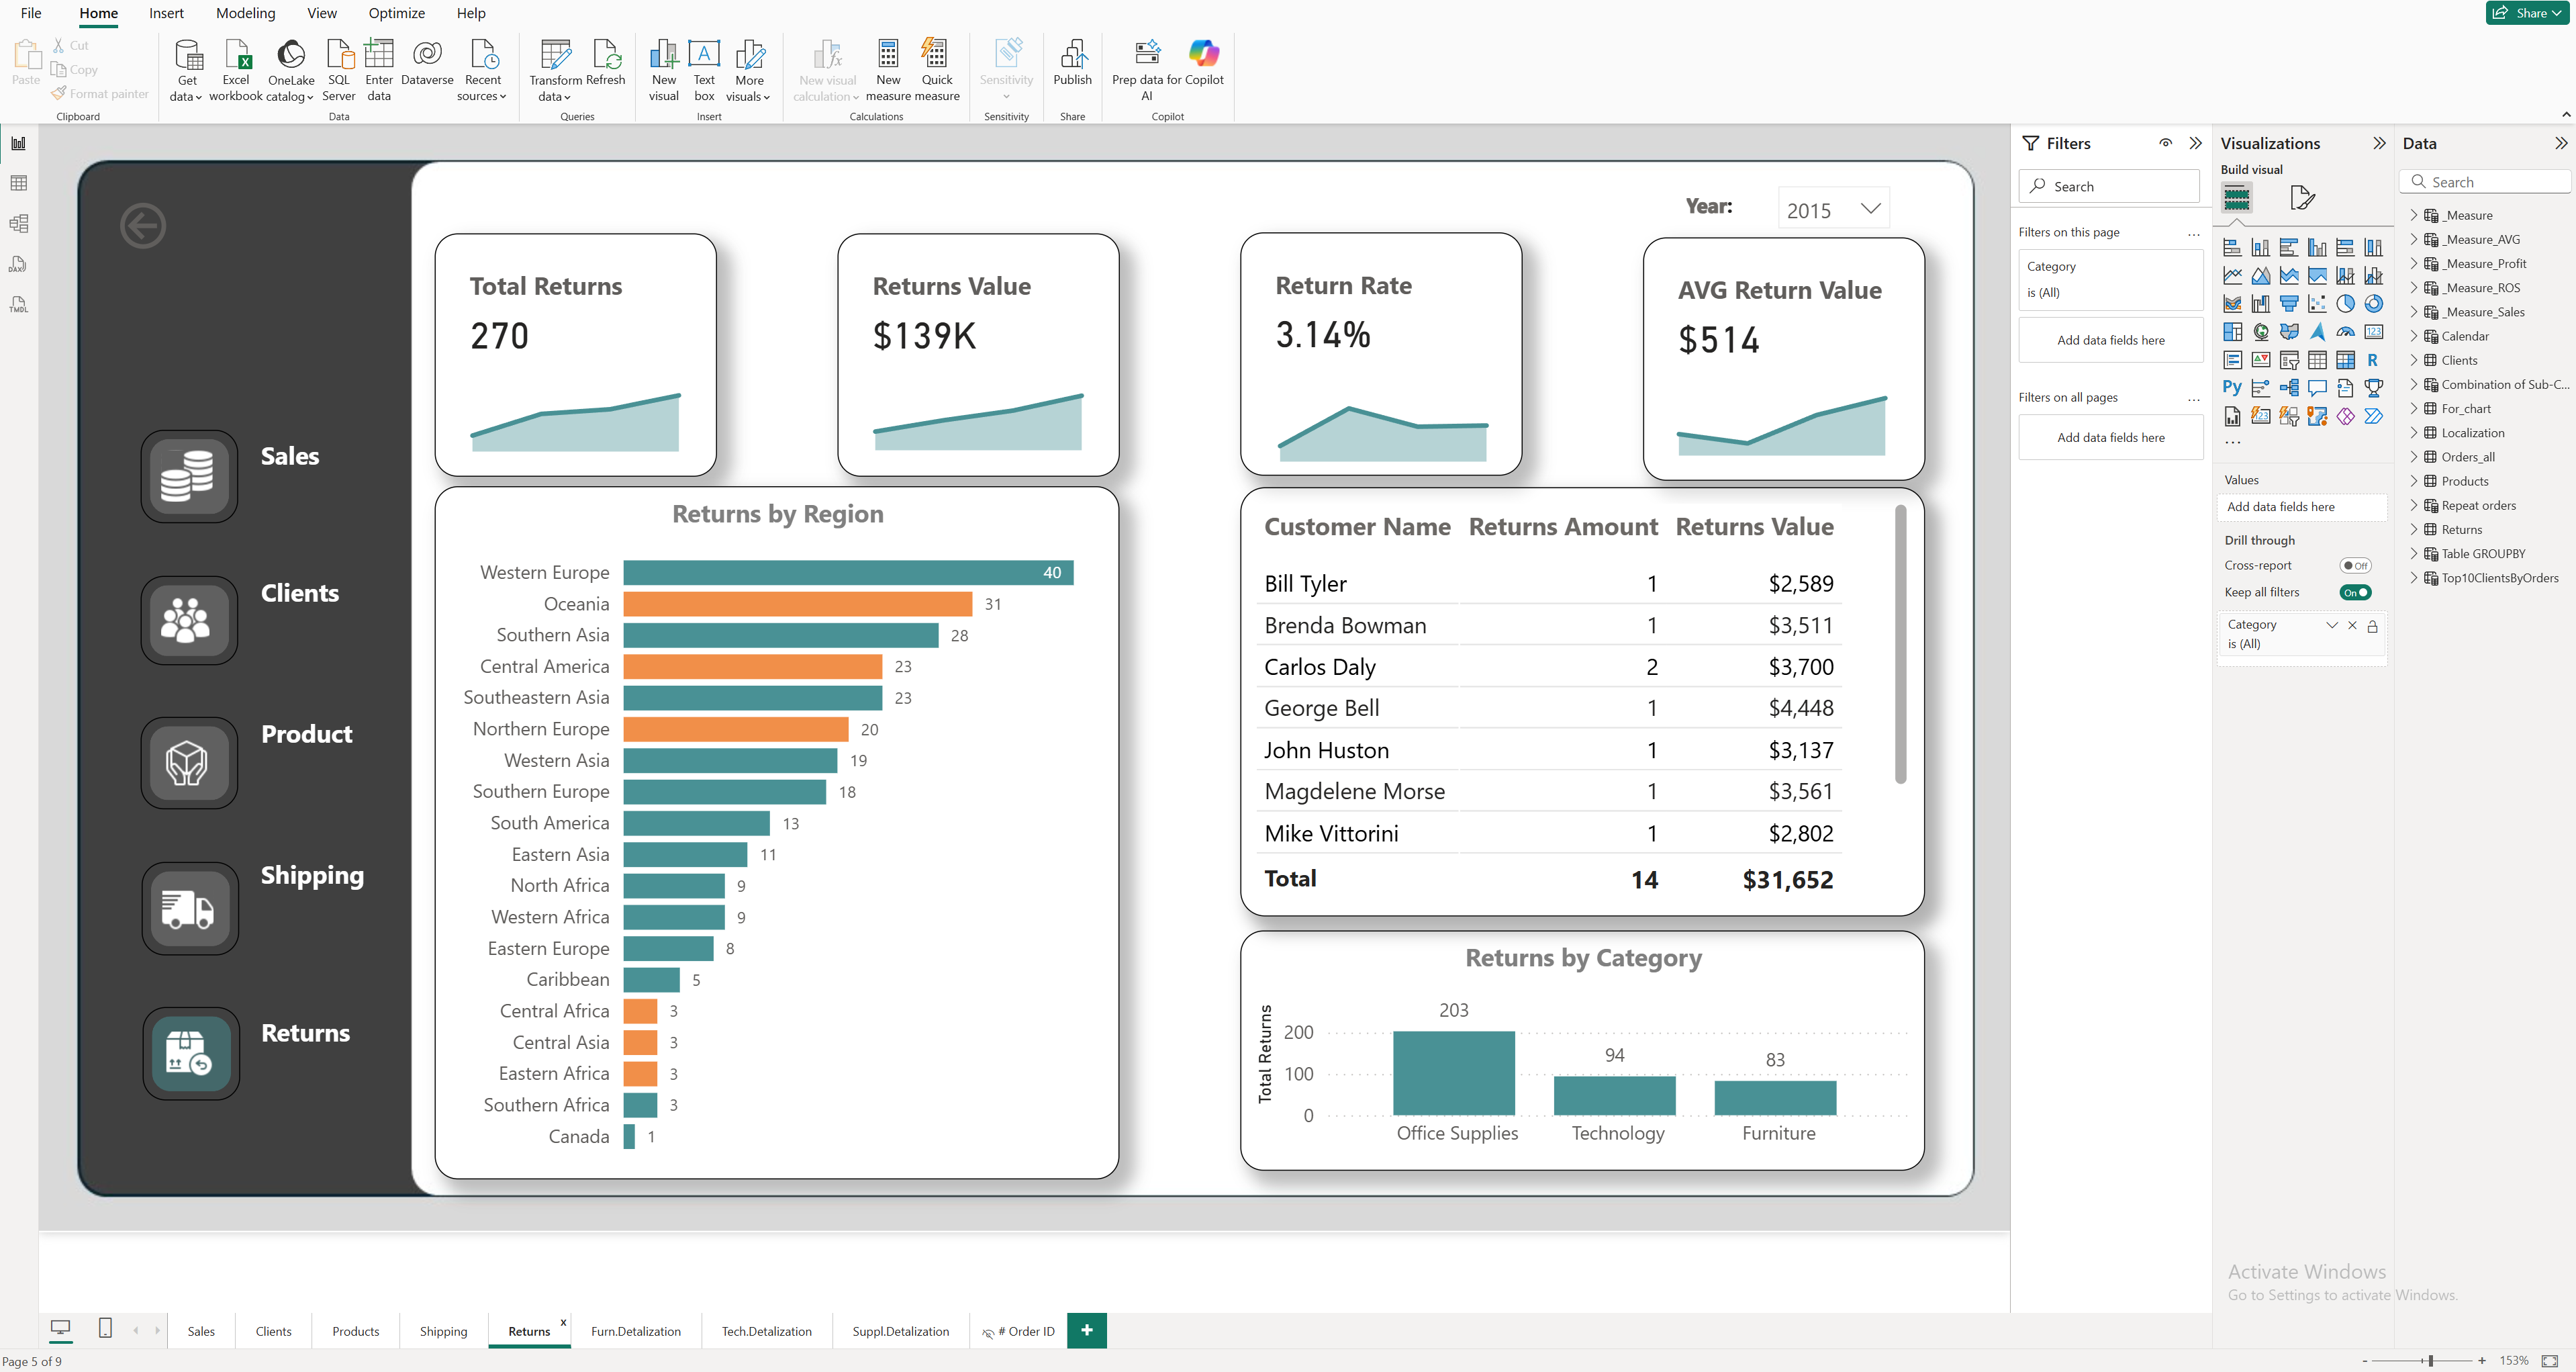 File Home Insert Modeling View Optimize Help
Share
Paste
Cut
Copy
Format painter
Clipboard
Get data
Excel workbook
OneLake catalog
SQL Server
Enter data
Dataverse
Recent sources
Data
Transform data
Refresh
Queries
New visual
Text box
More visuals
Insert
New visual calculation
New measure
Quick measure
Calculations
Sensitivity
Sensitivity
Publish
Share
Prep data for AI
Copilot
Copilot
DAX
TMDL
Sales
Clients
Product
Shipping
Returns
Year: 2015
Total Returns
270
Returns Value
$139K
Return Rate
3.14%
AVG Return Value
$514
Returns by Region
Western Europe 40
Oceania 31
Southern Asia 28
Central America 23
Southeastern Asia 23
Northern Europe 20
Western Asia 19
Southern Europe 18
South America 13
Eastern Asia 11
North Africa 9
Western Africa 9
Eastern Europe 8
Caribbean 5
Central Africa 3
Central Asia 3
Eastern Africa 3
Southern Africa 3
Canada 1
Customer Name Returns Amount Returns Value
Bill Tyler 1 $2,589
Brenda Bowman 1 $3,511
Carlos Daly 2 $3,700
George Bell 1 $4,448
John Huston 1 $3,137
Magdelene Morse 1 $3,561
Mike Vittorini 1 $2,802
Total 14 $31,652
Returns by Category
Total Returns
200
100
0
203
94
83
Office Supplies Technology Furniture
Filters
Search
Filters on this page ...
Category
is (All)
Add data fields here
Filters on all pages ...
Add data fields here
Visualizations
Build visual
123
R
Py
123
...
Values
Add data fields here
Drill through
Cross-report Off
Keep all filters On
Category
is (All)
Data
Search
_Measure
_Measure_AVG
_Measure_Profit
_Measure_ROS
_Measure_Sales
Calendar
Clients
Combination of Sub-C...
For_chart
Localization
Orders_all
Products
Repeat orders
Returns
Table GROUPBY
Top10ClientsByOrders
Activate Windows
Go to Settings to activate Windows.
Sales Clients Products Shipping Returns x Furn.Detalization Tech.Detalization Suppl.Detalization # Order ID +
Page 5 of 9
- + 153%